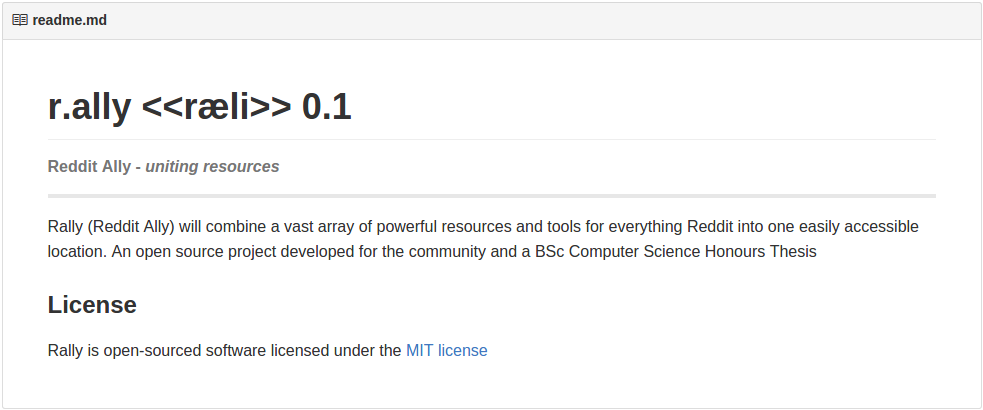 readme.md
r.ally <<ræli>> 0.1
Reddit Ally - uniting resources
Rally (Reddit Ally) will combine a vast array of powerful resources and tools for everything Reddit into one easily accessible
location. An open source project developed for the community and a BSc Computer Science Honours Thesis
License
Rally is open-sourced software licensed under the MIT license